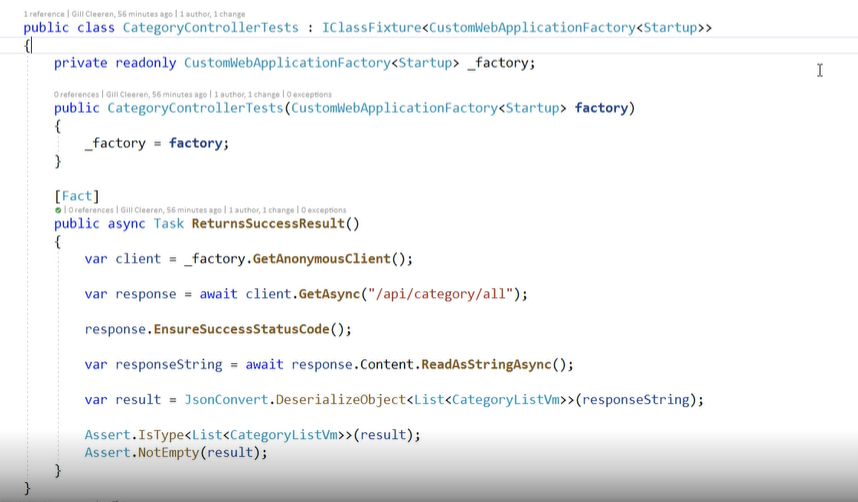 1 reference | Gill Cleeren, 56 minutes ago | 1 author, 1 change
public class CategoryControllerTests : IClassFixture<CustomWebApplicationFactory<Startup>>
{
private readonly CustomWebApplicationFactory<Startup> _factory;
0 references | Gill Cleeren, 56 minutes ago | 1 author, 1 change | 0 exceptions
public CategoryControllerTests(CustomWebApplicationFactory<Startup> factory)
{
_factory = factory;
}
[Fact]
| 0 references | Gill Cleeren, 56 minutes ago | 1 author, 1 change | 0 exceptions
public async Task ReturnsSuccessResult()
{
var client = _factory.GetAnonymousClient();
var response = await client.GetAsync("/api/category/all");
response.EnsureSuccessStatusCode();
var responseString = await response.Content.ReadAsStringAsync();
var result = JsonConvert.DeserializeObject<List<CategoryListVm>>(responseString);
Assert.IsType<List<CategoryListVm>>(result);
Assert.NotEmpty(result);
}
}